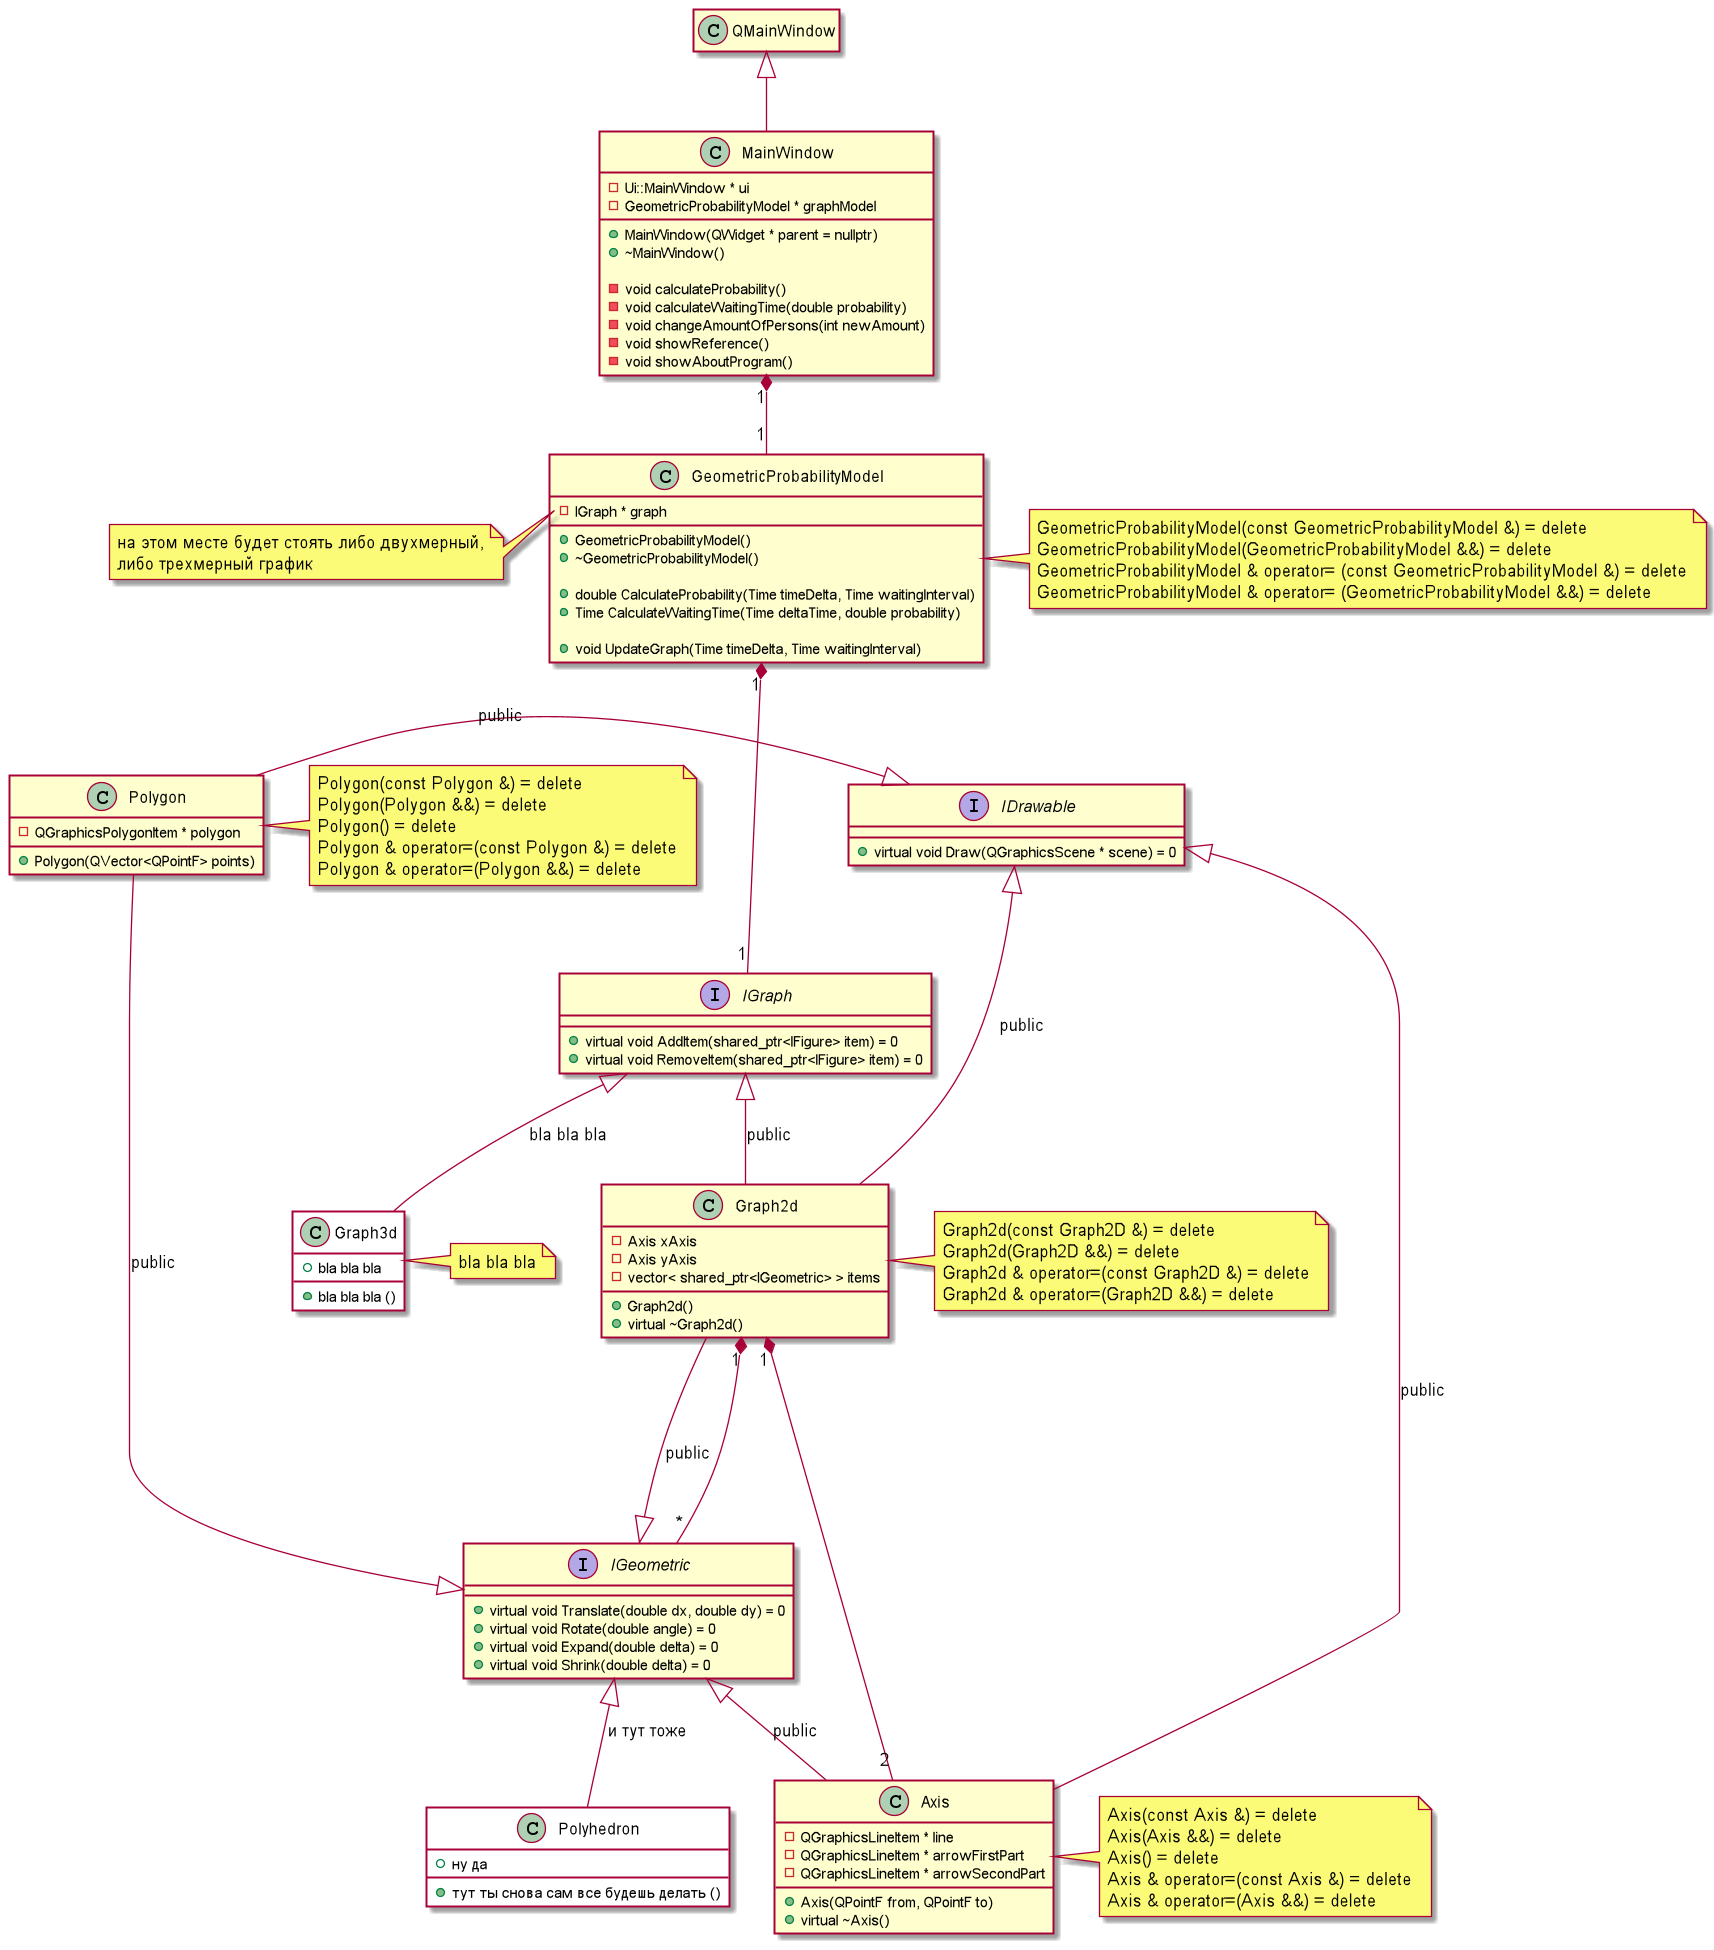 QMainWindow
MainWindow
Ui::MainWindow * ui
GeometricProbabilityModel * graphModel
MainWindow(QWidget * parent = nullptr)
~MainWindow()
void calculateProbability()
void calculateWaitingTime(double probability)
void changeAmountOfPersons(int newAmount)
void showReference()
void showAboutProgram()
1
1
GeometricProbabilityModel
IGraph * graph
GeometricProbabilityModel()
~GeometricProbabilityModel()
double CalculateProbability(Time timeDelta, Time waitingInterval)
Time CalculateWaitingTime(Time deltaTime, double probability)
void UpdateGraph(Time timeDelta, Time waitingInterval)
на этом месте будет стоять либо двухмерный,
либо трехмерный график
GeometricProbabilityModel(const GeometricProbabilityModel &) = delete
GeometricProbabilityModel(GeometricProbabilityModel &&) = delete
GeometricProbabilityModel & operator= (const GeometricProbabilityModel &) = delete
GeometricProbabilityModel & operator= (GeometricProbabilityModel &&) = delete
1
public
Polygon
QGraphicsPolygonItem * polygon
Polygon(QVector<QPointF> points)
Polygon(const Polygon &) = delete
Polygon(Polygon &&) = delete
Polygon() = delete
Polygon & operator=(const Polygon &) = delete
Polygon & operator=(Polygon &&) = delete
IDrawable
virtual void Draw(QGraphicsScene * scene) = 0
1
IGraph
virtual void AddItem(shared_ptr<IFigure> item) = 0
virtual void RemoveItem(shared_ptr<IFigure> item) = 0
public
bla bla bla
public
Graph3d
bla bla bla
bla bla bla ()
bla bla bla
Graph2d
Axis xAxis
Axis yAxis
vector< shared_ptr<IGeometric> > items
Graph2d()
virtual ~Graph2d()
Graph2d(const Graph2D &) = delete
Graph2d(Graph2D &&) = delete
Graph2d & operator=(const Graph2D &) = delete
Graph2d & operator=(Graph2D &&) = delete
public
1
1
public
public
*
IGeometric
virtual void Translate(double dx, double dy) = 0
virtual void Rotate(double angle) = 0
virtual void Expand(double delta) = 0
virtual void Shrink(double delta) = 0
и тут тоже
public
2
Polyhedron
ну да
тут ты снова сам все будешь делать ()
Axis
QGraphicsLineItem * line
QGraphicsLineItem * arrowFirstPart
QGraphicsLineItem * arrowSecondPart
Axis(QPointF from, QPointF to)
virtual ~Axis()
Axis(const Axis &) = delete
Axis(Axis &&) = delete
Axis() = delete
Axis & operator=(const Axis &) = delete
Axis & operator=(Axis &&) = delete